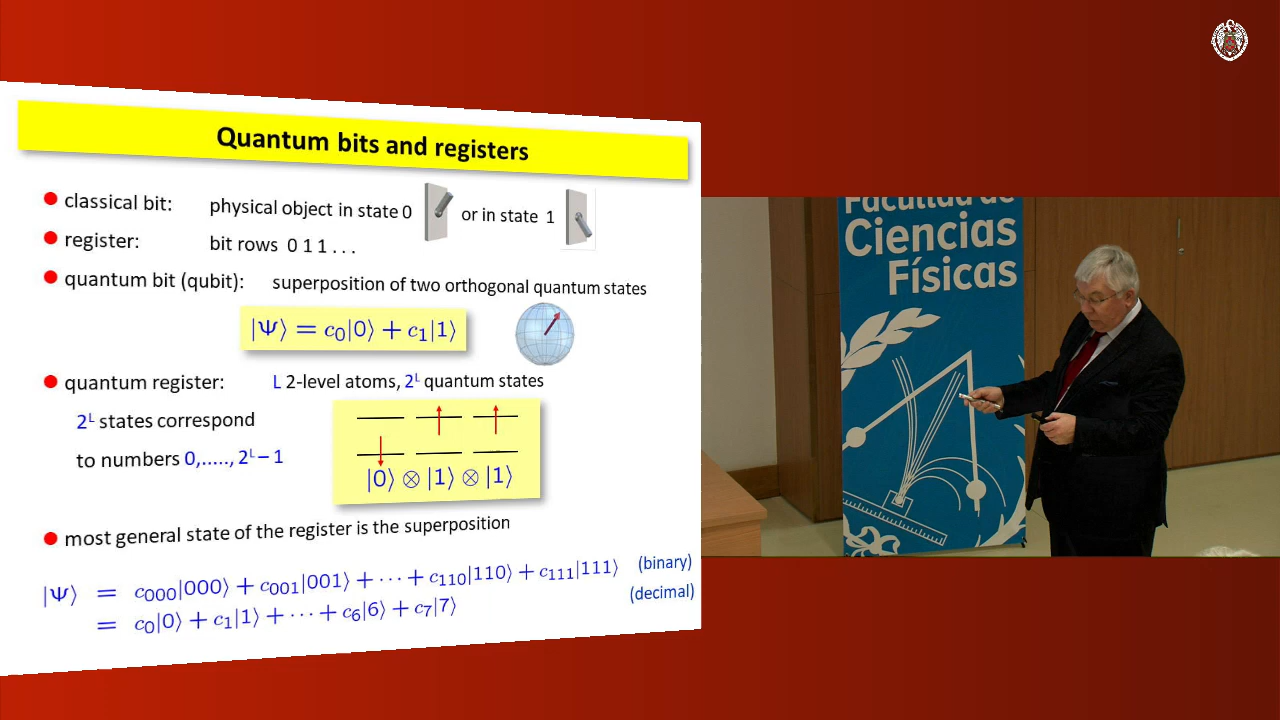 Quantum bits and registers
classical bit: physical object in state 0 or in state 1
register: bit rows 0 1 1 . . .
quantum bit (qubit): superposition of two orthogonal quantum states
|Ψ⟩ = c₀|0⟩ + c₁|1⟩
quantum register: L 2-level atoms, 2ᴸ quantum states
2ᴸ states correspond
to numbers 0,....., 2ᴸ – 1
|0⟩ ⊗ |1⟩ ⊗ |1⟩
most general state of the register is the superposition
|Ψ⟩ = c₀₀₀|000⟩ + c₀₀₁|001⟩ + ··· + c₁₁₀|110⟩ + c₁₁₁|111⟩ (binary)
= c₀|0⟩ + c₁|1⟩ + ··· + c₆|6⟩ + c₇|7⟩ (decimal)
Facultad de
Ciencias
Físicas